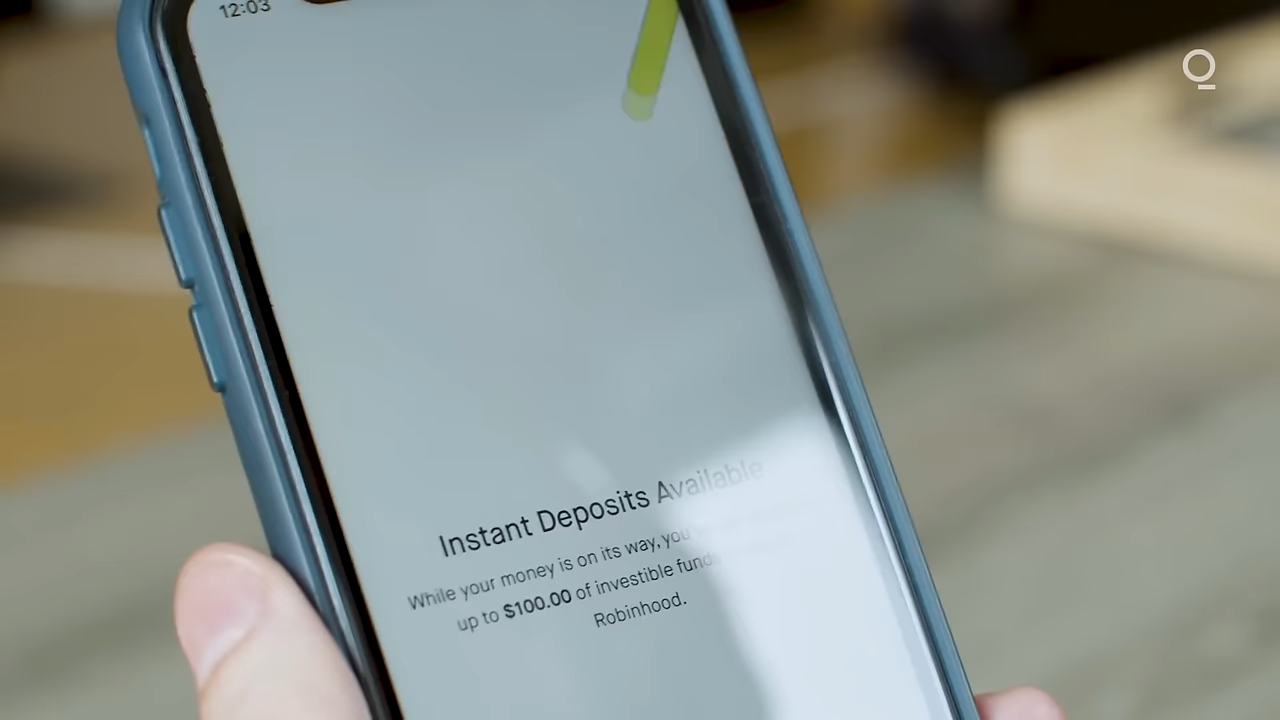 12:03
Instant Deposits Available
While your money is on its way, you
up to $100.00 of investible
Robinhood.